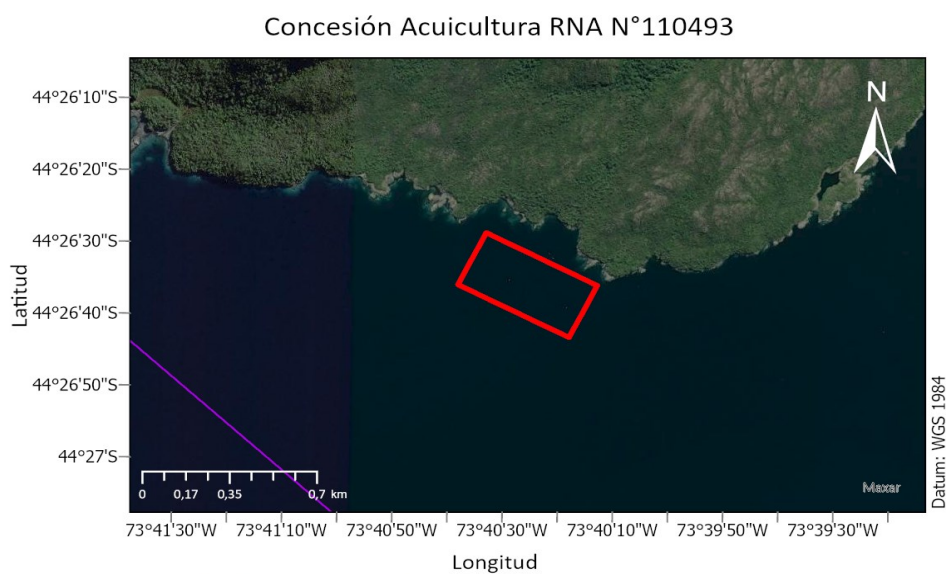 Concesión Acuicultura RNA N°110493
44°26'10"S
44°26'20"S
44°26'30"S
44°26'40"S
44°26'50"S
44°27'S
Latitud
N
0 0,17 0,35 0,7 km
Maxar
Datum: WGS 1984
73°41'30"W 73°41'10"W 73°40'50"W 73°40'30"W 73°40'10"W 73°39'50"W 73°39'30"W
Longitud